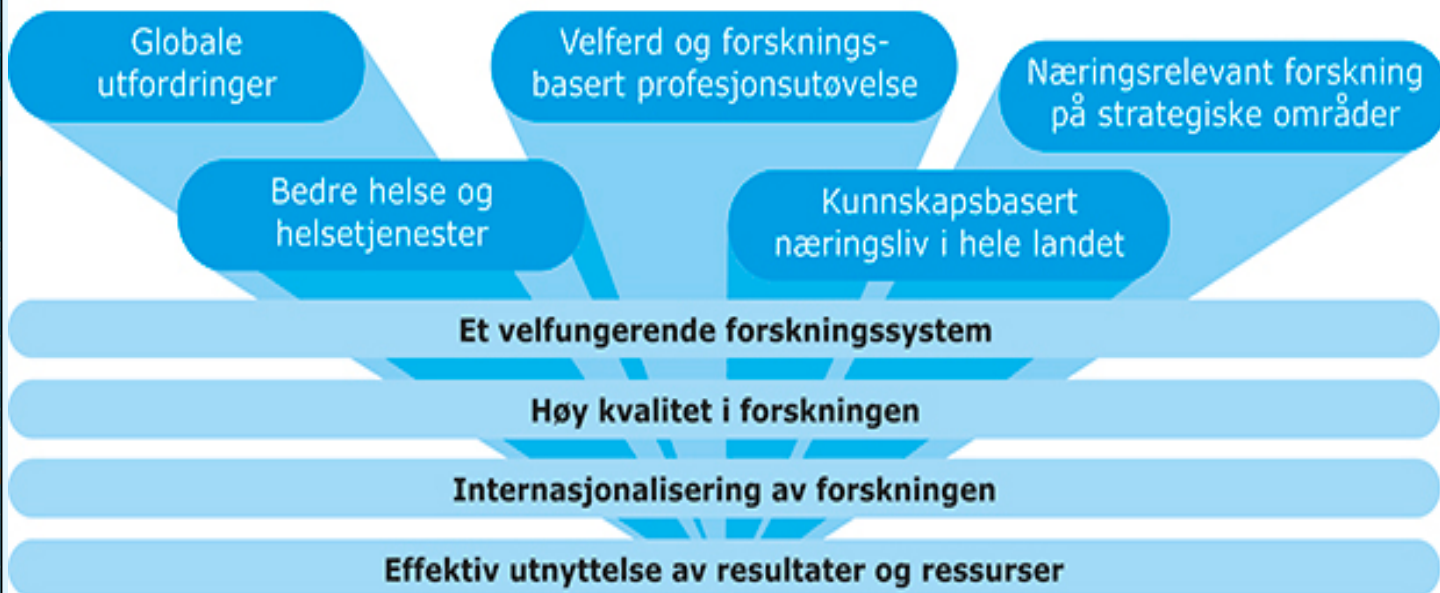 Globale
utfordringer
Velferd og forsknings-
basert profesjonsutøvelse
Næringsrelevant forskning
på strategiske områder
Bedre helse og
helsetjenester
Kunnskapsbasert
næringsliv i hele landet
Et velfungerende forskningssystem
Høy kvalitet i forskningen
Internasjonalisering av forskningen
Effektiv utnyttelse av resultater og ressurser